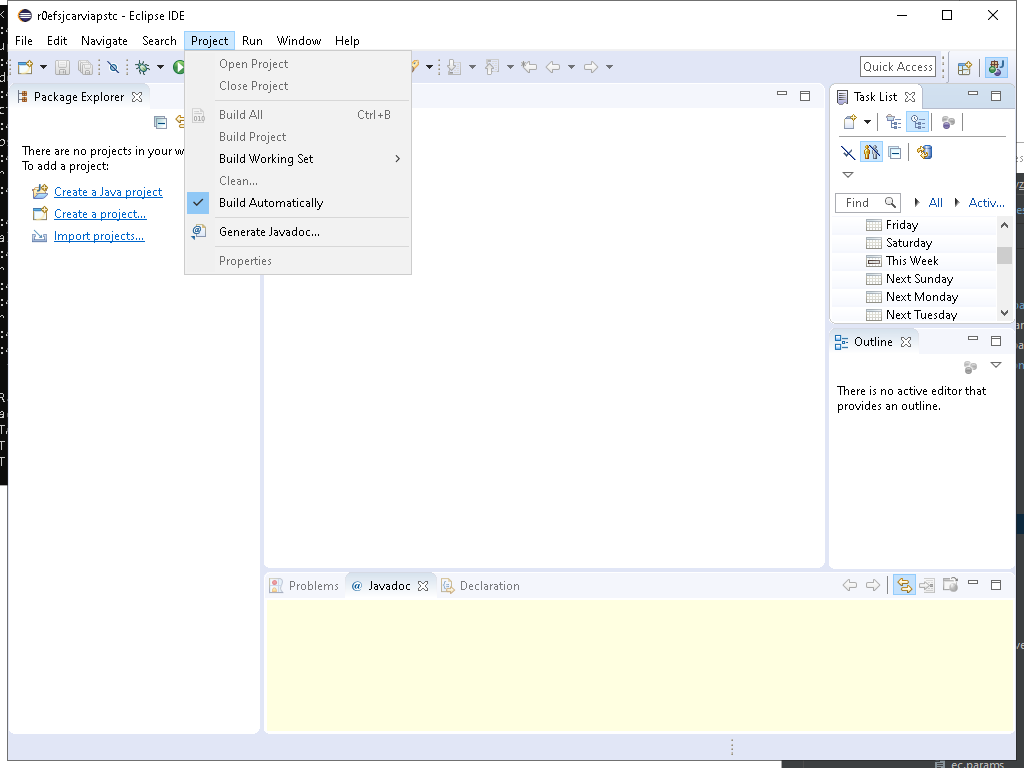 r0efsjcarviapstc - Eclipse IDE
File Edit Navigate Search Project Run Window Help
Quick Access
Open Project
Close Project
Build All Ctrl+B
Build Project
Build Working Set
Clean...
Build Automatically
Generate Javadoc...
Properties
Package Explorer
There are no projects in your w
To add a project:
Create a Java project
Create a project...
Import projects...
Task List
Find All Activ...
Friday
Saturday
This Week
Next Sunday
Next Monday
Next Tuesday
Outline
There is no active editor that
provides an outline.
Problems Javadoc Declaration
ec.params